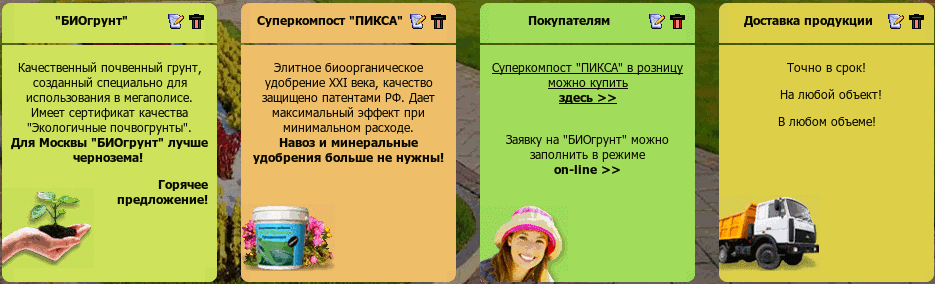 "БИОгрунт"
Качественный почвенный грунт,
созданный специально для
использования в мегаполисе.
Имеет сертификат качества
"Экологичные почвогрунты".
Для Москвы "БИОгрунт" лучше
чернозема!
Горячее
предложение!
Суперкомпост "ПИКСА"
Элитное биоорганическое
удобрение XXI века, качество
защищено патентами РФ. Дает
максимальный эффект при
минимальном расходе.
Навоз и минеральные
удобрения больше не нужны!
Покупателям
Суперкомпост "ПИКСА" в розницу
можно купить
здесь >>
Заявку на "БИОгрунт" можно
заполнить в режиме
on-line >>
Доставка продукции
Точно в срок!
На любой объект!
В любом объеме!